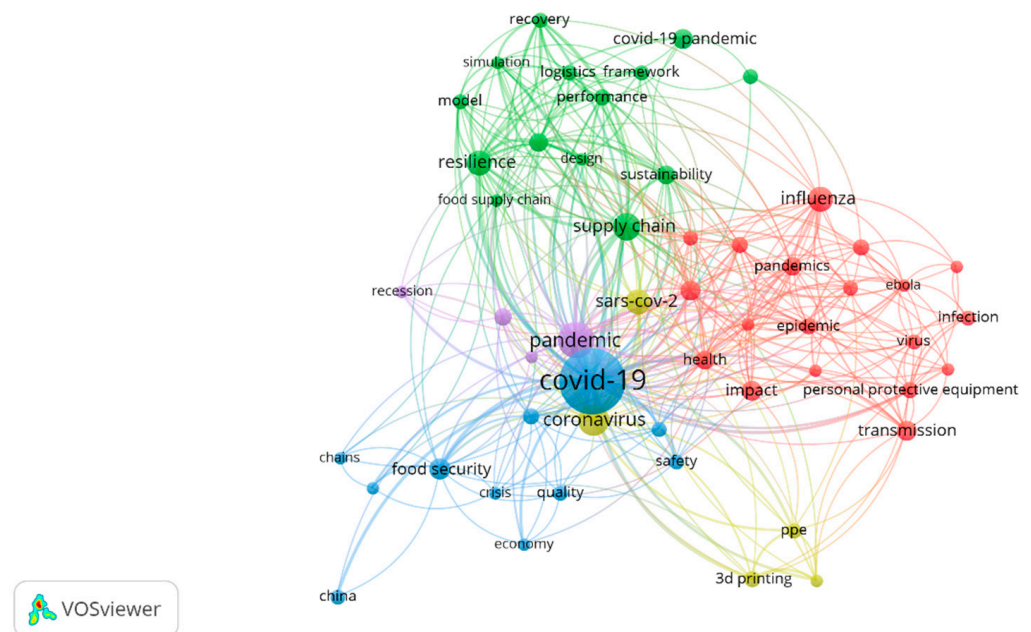 recovery
covid-19 pandemic
simulation
logistics
framework
model
performance
resilience
design
sustainability
food supply chain
influenza
supply chain
pandemics
recession
sars-cov-2
ebola
infection
epidemic
virus
pandemic
health
covid-19
impact
personal protective equipment
coronavirus
transmission
chains
food security
safety
crisis
quality
ppe
economy
3d printing
china
VOSviewer